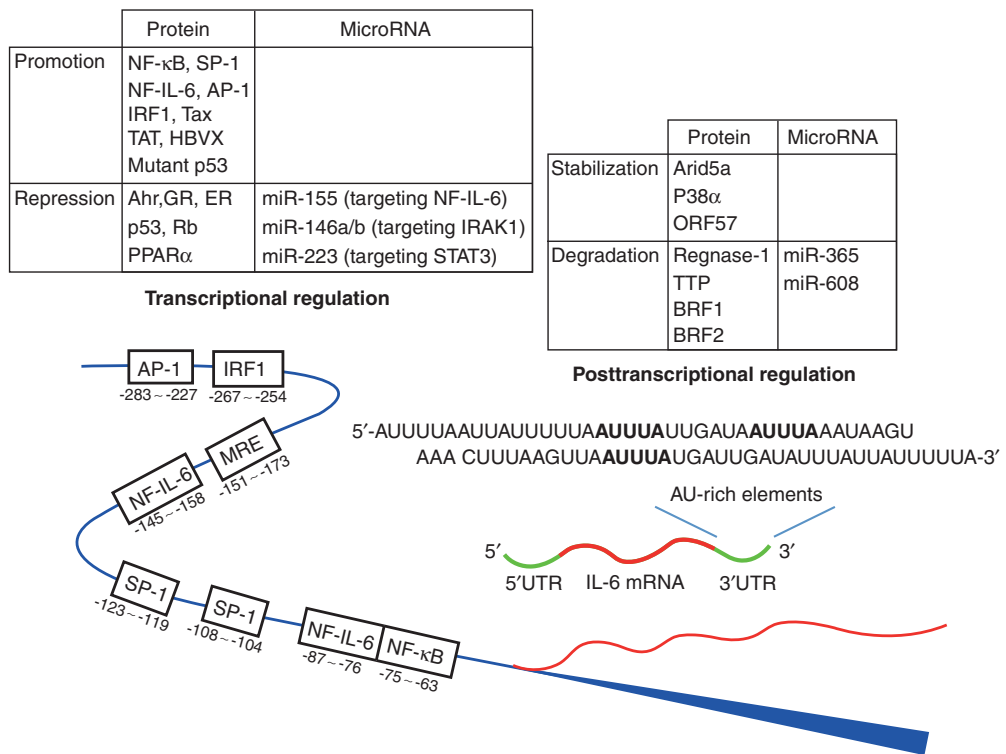 Protein MicroRNA
Promotion NF-κB, SP-1
NF-IL-6, AP-1
IRF1, Tax
TAT, HBVX
Mutant p53
Repression Ahr,GR, ER miR-155 (targeting NF-IL-6)
p53, Rb miR-146a/b (targeting IRAK1)
PPARα miR-223 (targeting STAT3)
Transcriptional regulation
Protein MicroRNA
Stabilization Arid5a
P38α
ORF57
Degradation Regnase-1 miR-365
TTP miR-608
BRF1
BRF2
Posttranscriptional regulation
AP-1 IRF1
-283~-227 -267~-254
MRE
-151~-173
NF-IL-6
-145~-158
SP-1
-123~-119
SP-1
-108~-104
NF-IL-6 NF-κB
-87~-76 -75~-63
5′-AUUUUAAUUAUUUUUAAUUUAUUGAUAAUUUAAAUAAGU
AAA CUUUAAGUUAAUUUAUGAUUGAUAUUUAUUAUUUUUA-3′
AU-rich elements
5′ 3′
5′UTR IL-6 mRNA 3′UTR